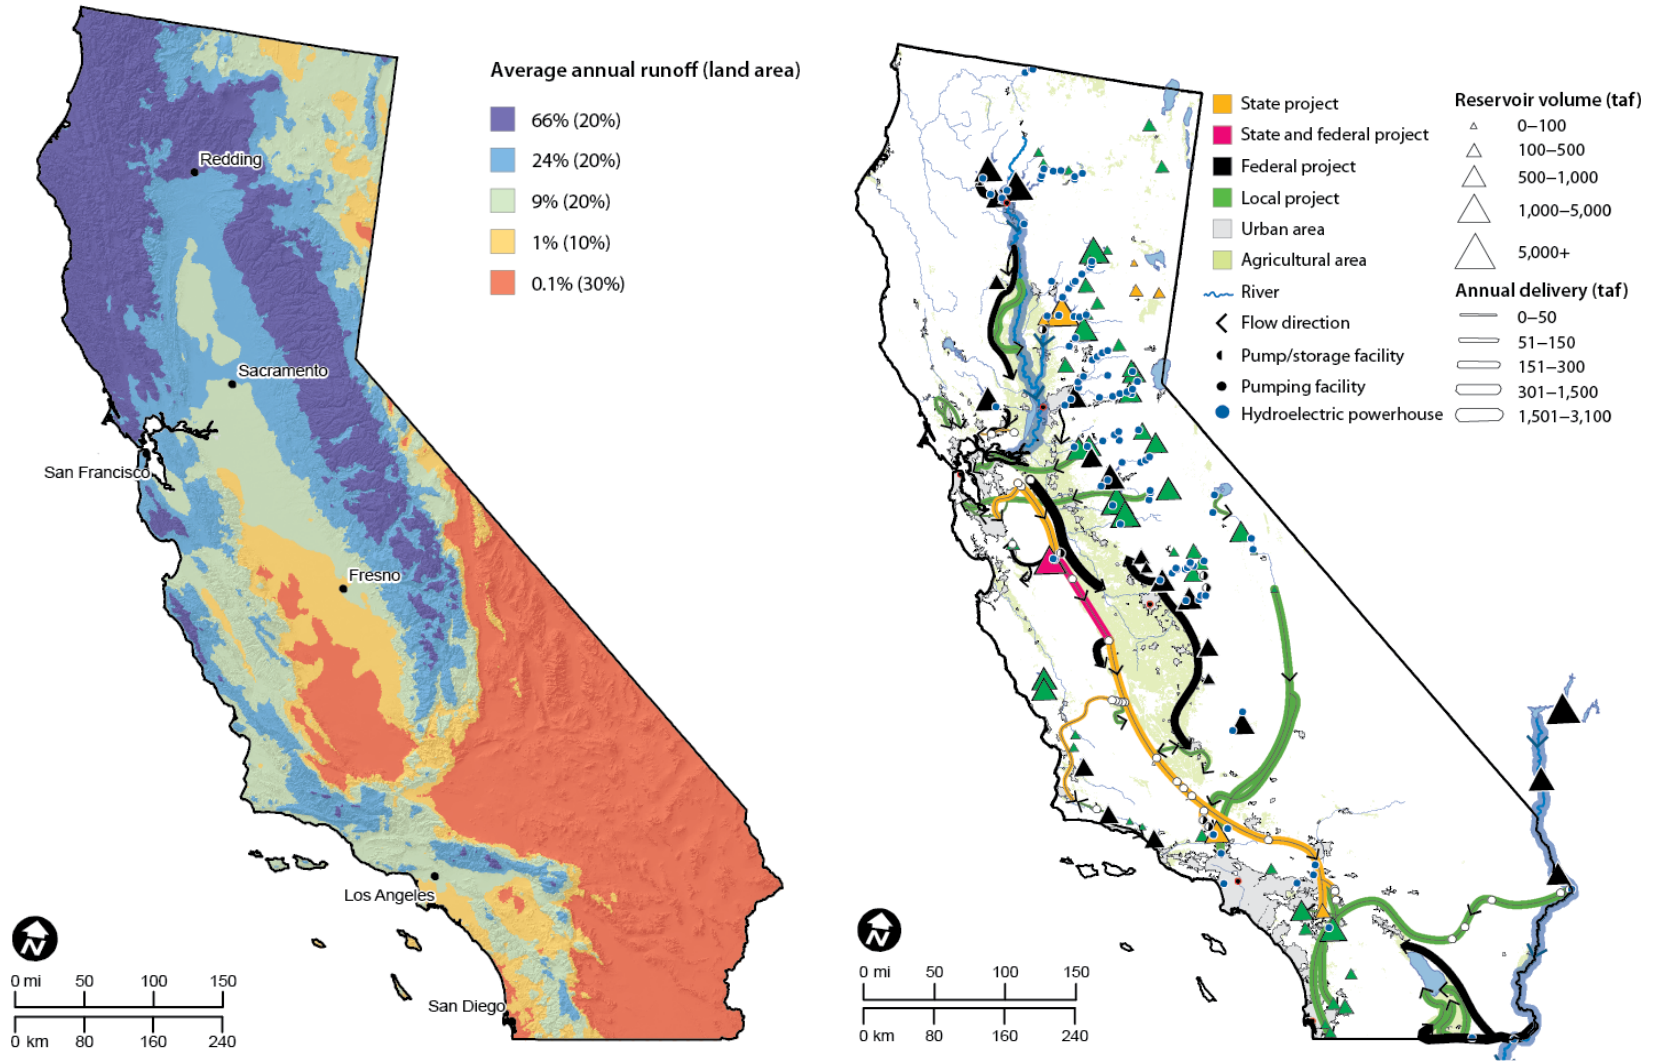 Average annual runoff (land area)
66% (20%)
24% (20%)
9% (20%)
1% (10%)
0.1% (30%)
Redding
Sacramento
San Francisco
Fresno
Los Angeles
San Diego
N
0 mi 50 100 150
0 km 80 160 240
State project
State and federal project
Federal project
Local project
Urban area
Agricultural area
River
Flow direction
Pump/storage facility
Pumping facility
Hydroelectric powerhouse
Reservoir volume (taf)
0–100
100–500
500–1,000
1,000–5,000
5,000+
Annual delivery (taf)
0–50
51–150
151–300
301–1,500
1,501–3,100
N
0 mi 50 100 150
0 km 80 160 240